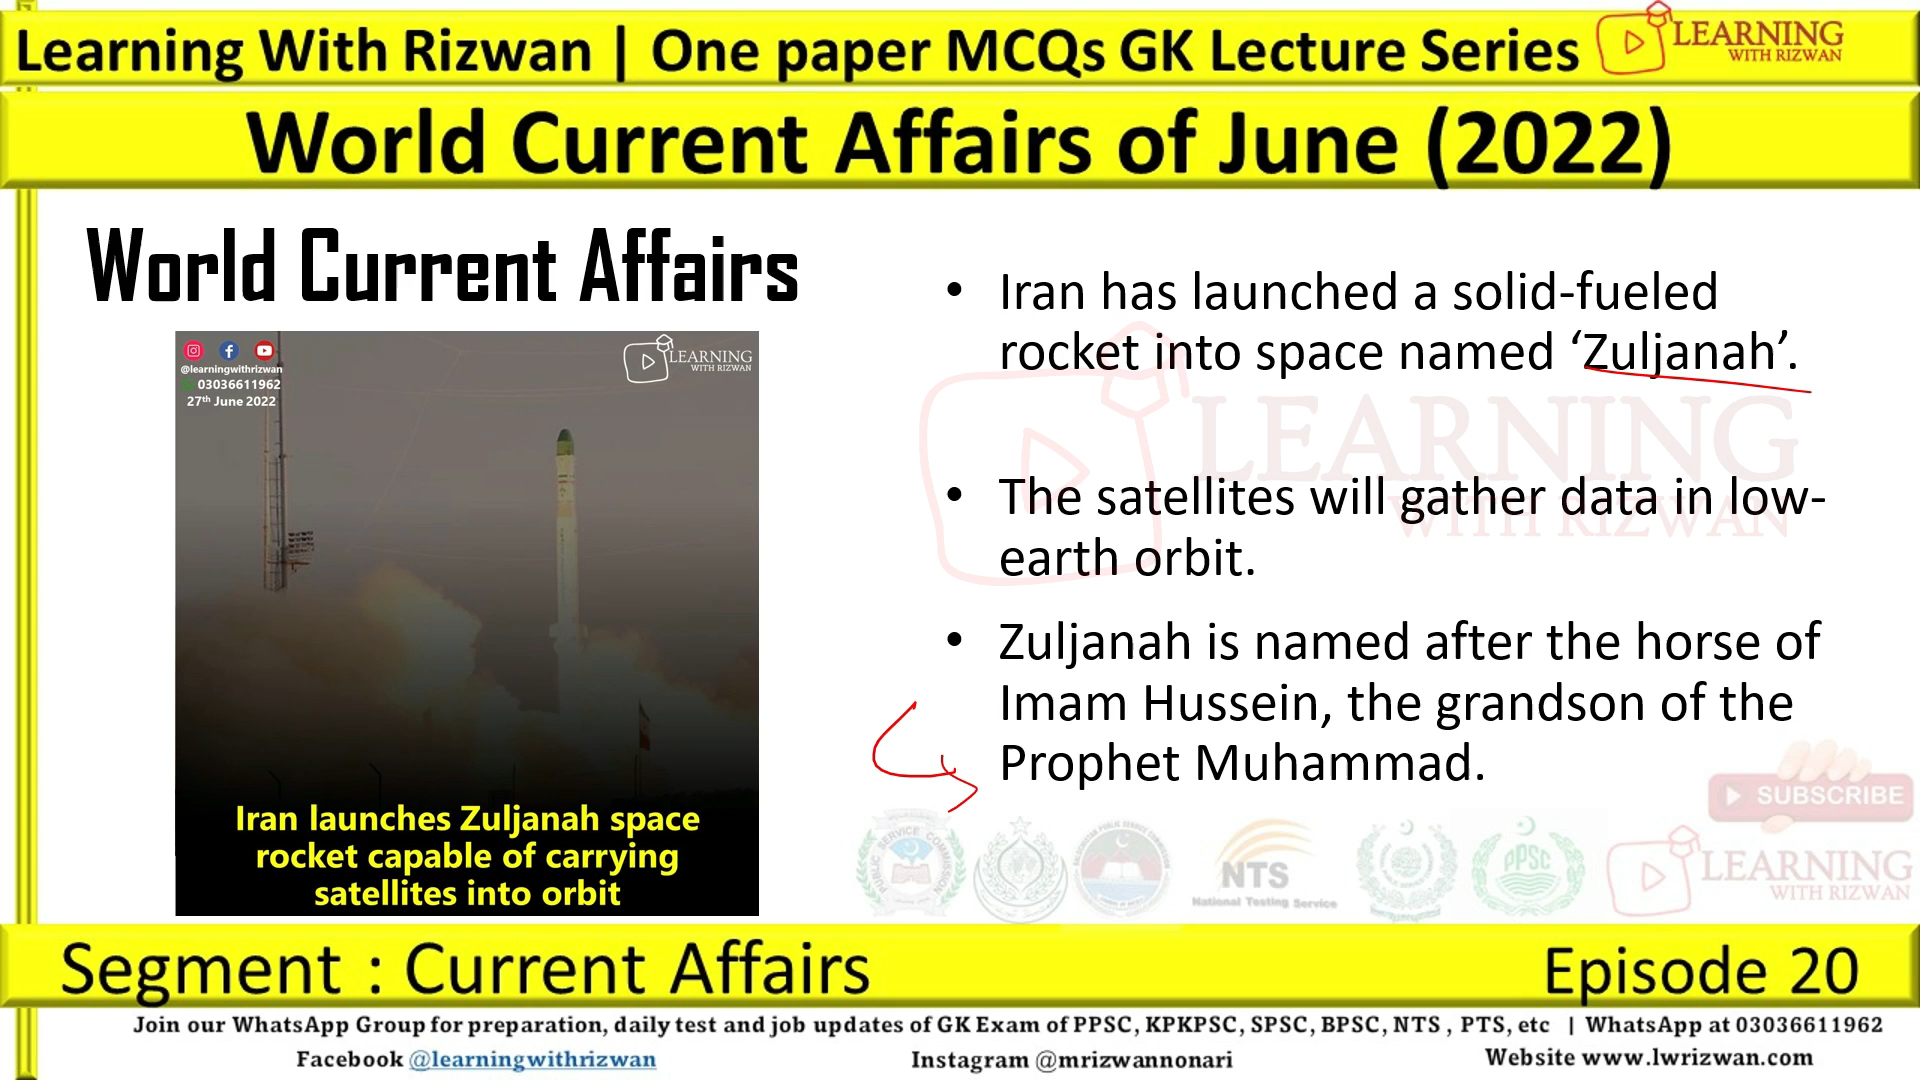 Learning With Rizwan | One paper MCQs GK Lecture Series
LEARNING
WITH RIZWAN
World Current Affairs of June (2022)
World Current Affairs
@learningwithrizwan
03036611962
27th June 2022
LEARNING
WITH RIZWAN
Iran launches Zuljanah space
rocket capable of carrying
satellites into orbit
• Iran has launched a solid-fueled
rocket into space named ‘Zuljanah’.
• The satellites will gather data in low-
earth orbit.
• Zuljanah is named after the horse of
Imam Hussein, the grandson of the
Prophet Muhammad.
LEARNING
WITH RIZWAN
SUBSCRIBE
NTS
National Testing Service
PPSC
LEARNING
WITH RIZWAN
Segment : Current Affairs
Episode 20
Join our WhatsApp Group for preparation, daily test and job updates of GK Exam of PPSC, KPKPSC, SPSC, BPSC, NTS , PTS, etc | WhatsApp at 03036611962
Facebook @learningwithrizwan Instagram @mrizwannonari Website www.lwrizwan.com